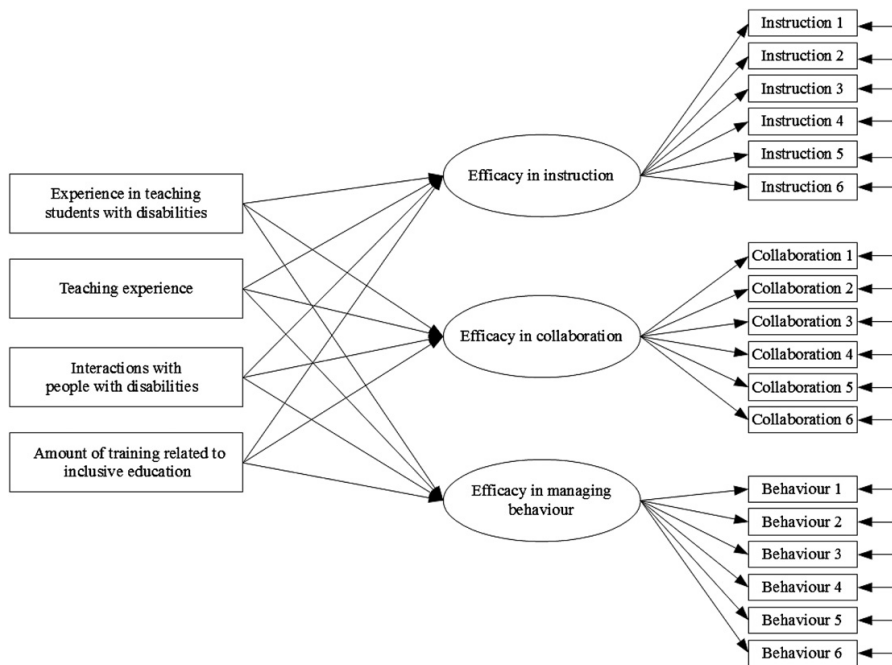 Experience in teaching
students with disabilities
Teaching experience
Interactions with
people with disabilities
Amount of training related to
inclusive education
Efficacy in instruction
Efficacy in collaboration
Efficacy in managing
behaviour
Instruction 1
Instruction 2
Instruction 3
Instruction 4
Instruction 5
Instruction 6
Collaboration 1
Collaboration 2
Collaboration 3
Collaboration 4
Collaboration 5
Collaboration 6
Behaviour 1
Behaviour 2
Behaviour 3
Behaviour 4
Behaviour 5
Behaviour 6